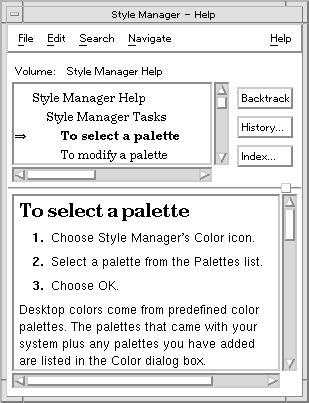 Style Manager - Help
File Edit Search Navigate Help
Volume: Style Manager Help
Style Manager Help
Style Manager Tasks
⇒ To select a palette
To modify a palette
Backtrack
History...
Index...
To select a palette
1. Choose Style Manager's Color icon.
2. Select a palette from the Palettes list.
3. Choose OK.
Desktop colors come from predefined color
palettes. The palettes that came with your
system plus any palettes you have added
are listed in the Color dialog box.